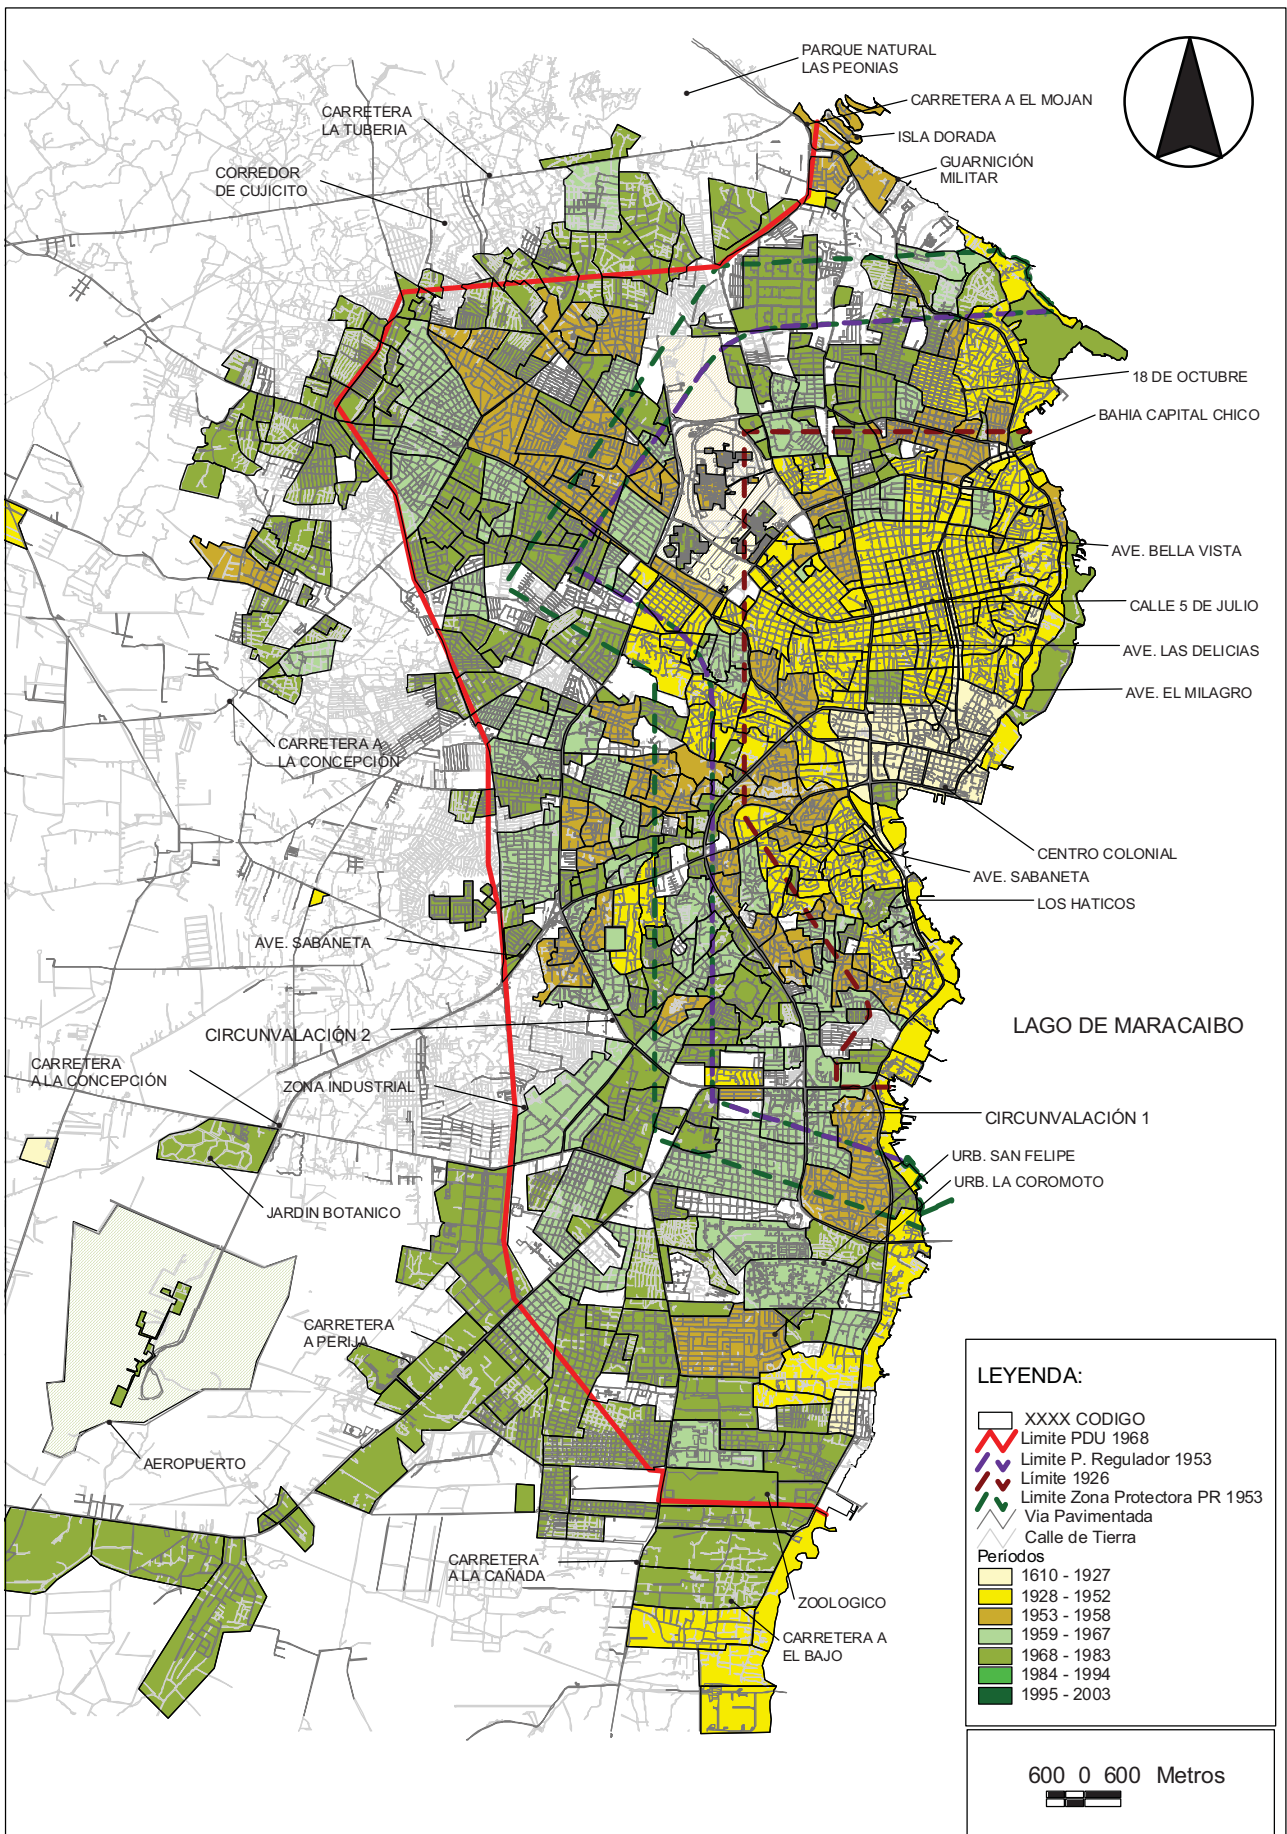 PARQUE NATURAL
LAS PEONIAS
CARRETERA A EL MOJAN
CARRETERA
LA TUBERIA
ISLA DORADA
GUARNICIÓN
MILITAR
CORREDOR
DE CUJICITO
18 DE OCTUBRE
BAHIA CAPITAL CHICO
AVE. BELLA VISTA
CALLE 5 DE JULIO
AVE. LAS DELICIAS
AVE. EL MILAGRO
CARRETERA A
LA CONCEPCIÓN
CENTRO COLONIAL
AVE. SABANETA
LOS HATICOS
AVE. SABANETA
LAGO DE MARACAIBO
CIRCUNVALACIÓN 2
CARRETERA
A LA CONCEPCIÓN
ZONA INDUSTRIAL
CIRCUNVALACIÓN 1
URB. SAN FELIPE
URB. LA COROMOTO
JARDIN BOTANICO
CARRETERA
A PERIJA
AEROPUERTO
CARRETERA
A LA CAÑADA
ZOOLOGICO
CARRETERA A
EL BAJO
LEYENDA:
XXXX CODIGO
Limite PDU 1968
Limite P. Regulador 1953
Límite 1926
Limite Zona Protectora PR 1953
Via Pavimentada
Calle de Tierra
Períodos
1610 - 1927
1928 - 1952
1953 - 1958
1959 - 1967
1968 - 1983
1984 - 1994
1995 - 2003
600 0 600 Metros